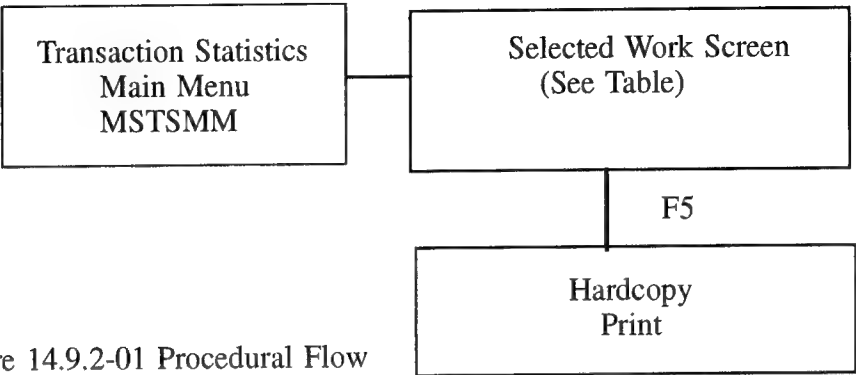 Transaction Statistics
Main Menu
MSTSMM
Selected Work Screen
(See Table)
F5
Hardcopy
Print
re 14.9.2-01 Procedural Flow